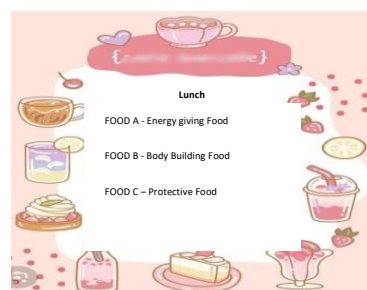 Lunch
FOOD A - Energy giving Food
FOOD B - Body Building Food
FOOD C – Protective Food